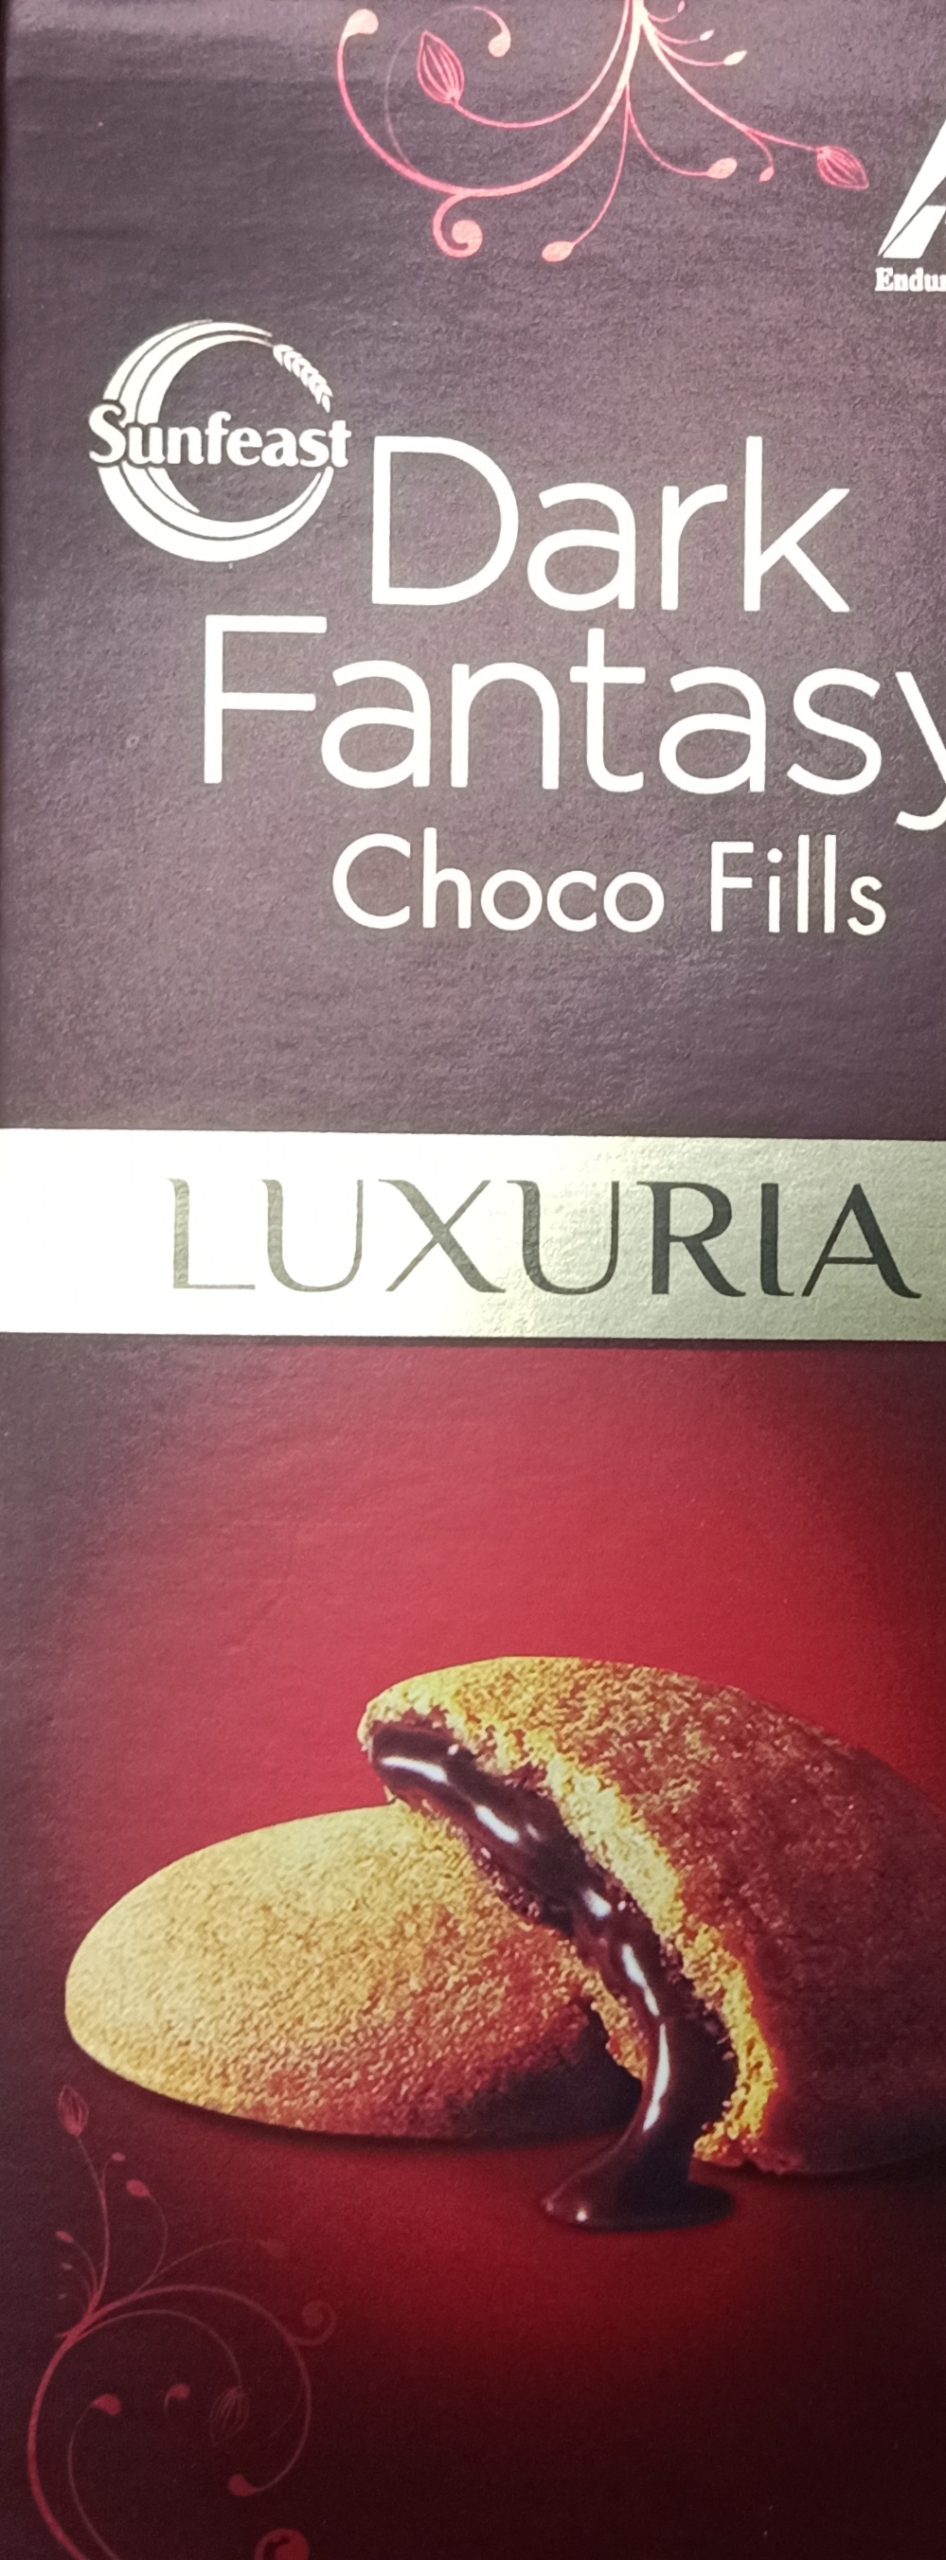 Sunfeast
Dark
Fantasy
Choco Fills
LUXURIA